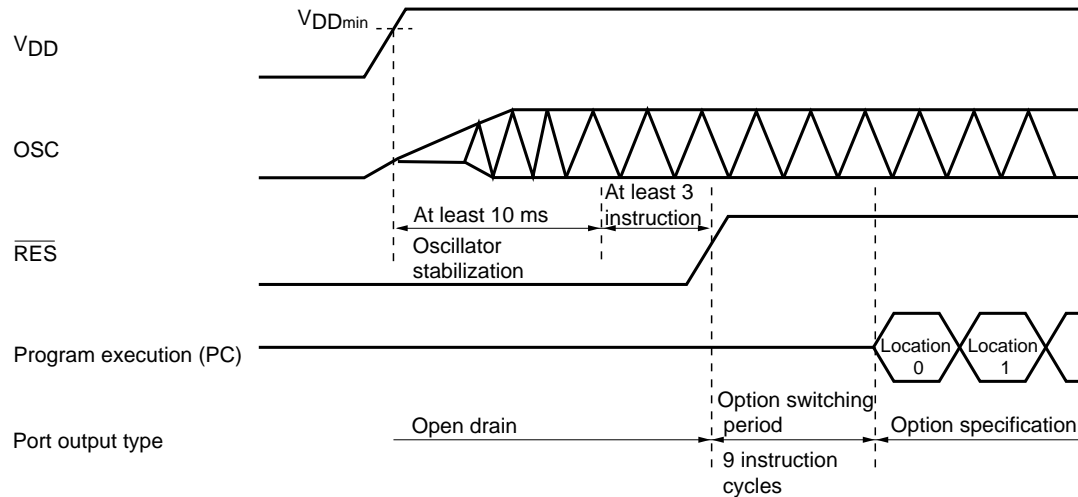 VDDmin
VDD
OSC
At least 10 ms
At least 3
instruction
Oscillator
stabilization
RES
Program execution (PC)
Location
0
Location
1
Port output type
Open drain
Option switching
period
9 instruction
cycles
Option specification